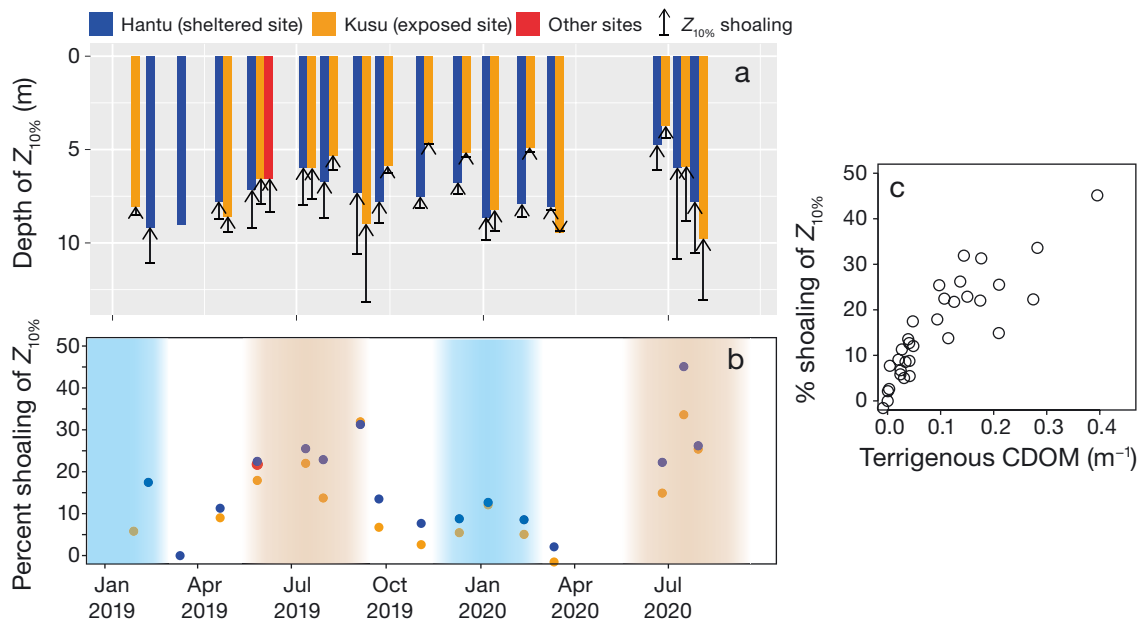 Hantu (sheltered site) Kusu (exposed site) Other sites Z10% shoaling
a
Depth of Z10% (m)
0
5
10
b
Percent shoaling of Z10%
50
40
30
20
10
0
Jan 2019
Apr 2019
Jul 2019
Oct 2019
Jan 2020
Apr 2020
Jul 2020
c
% shoaling of Z10%
50
40
30
20
10
0
0.0 0.1 0.2 0.3 0.4
Terrigenous CDOM (m⁻¹)